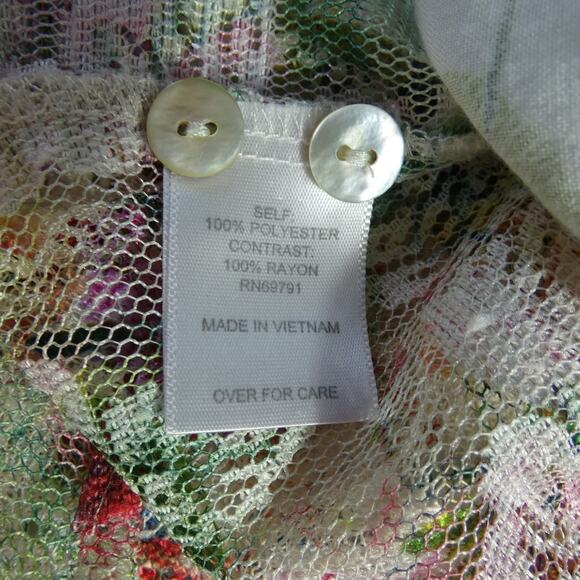 SELF:
100% POLYESTER
CONTRAST:
100% RAYON
RN69791
MADE IN VIETNAM
OVER FOR CARE